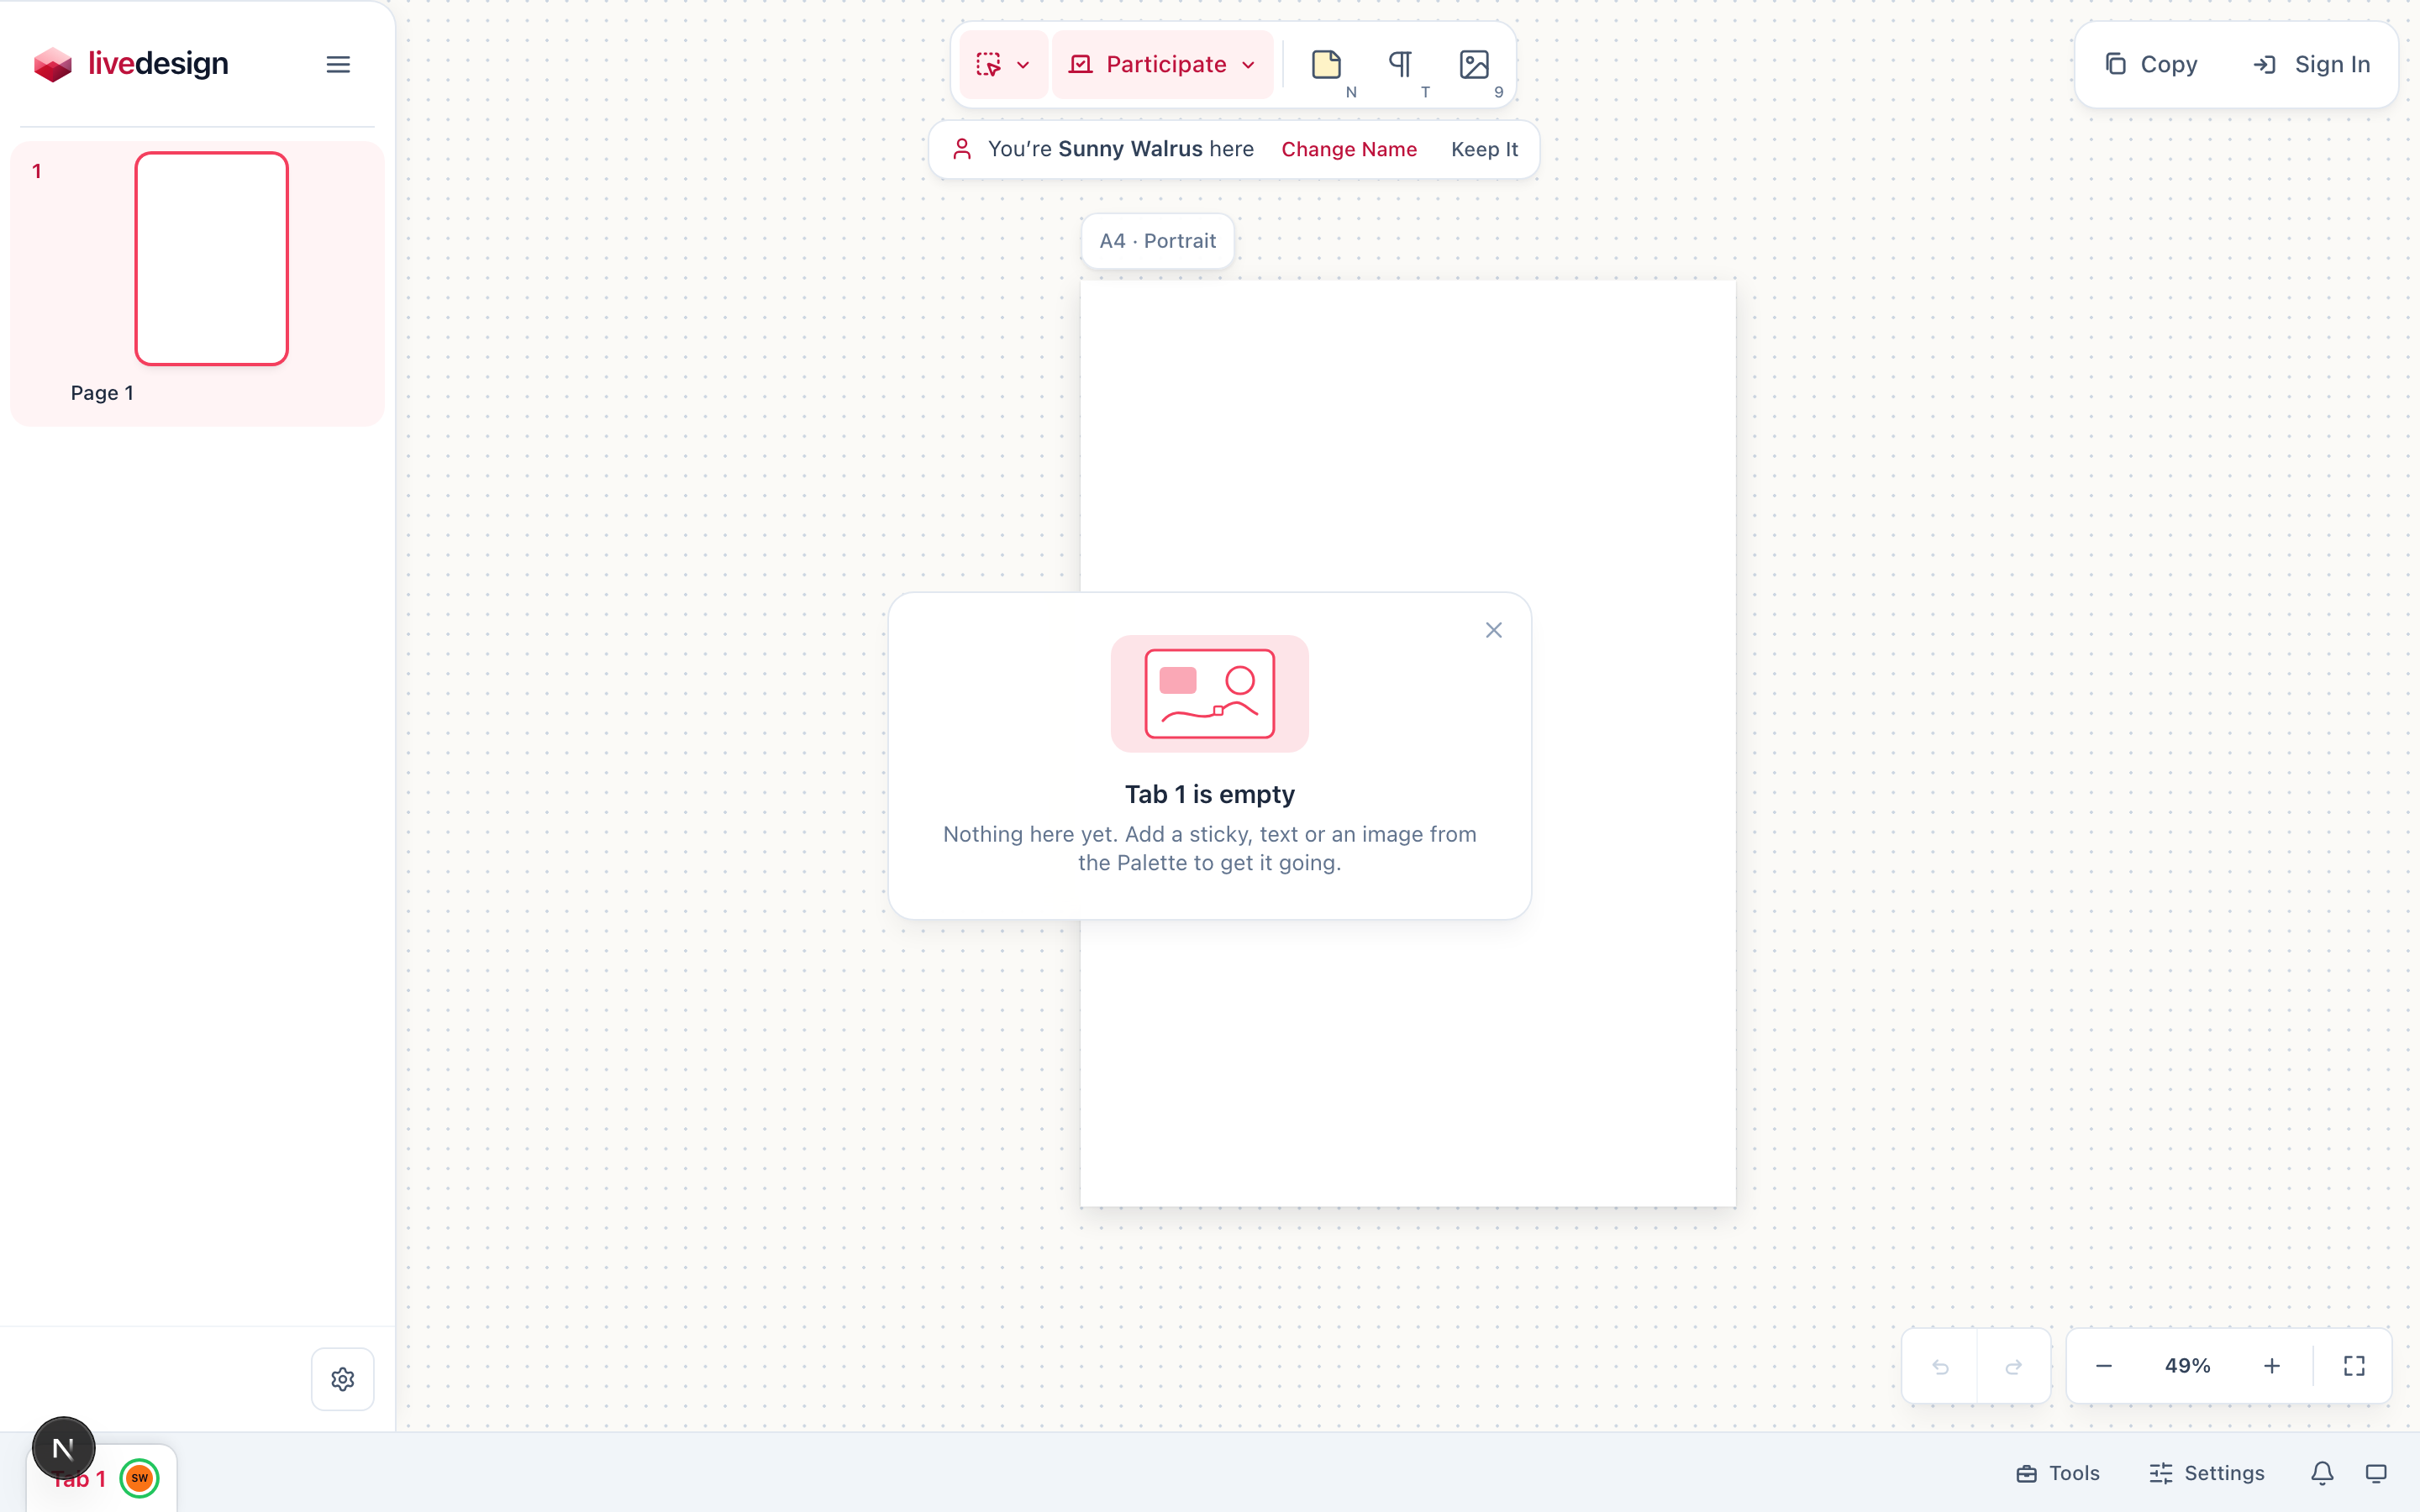 livedesign
Participate
N
T
9
Copy
Sign In
You’re Sunny Walrus here
Change Name
Keep It
1
Page 1
A4 · Portrait
Tab 1 is empty
Nothing here yet. Add a sticky, text or an image from
the Palette to get it going.
49%
N
Tab 1
SW
Tools
Settings